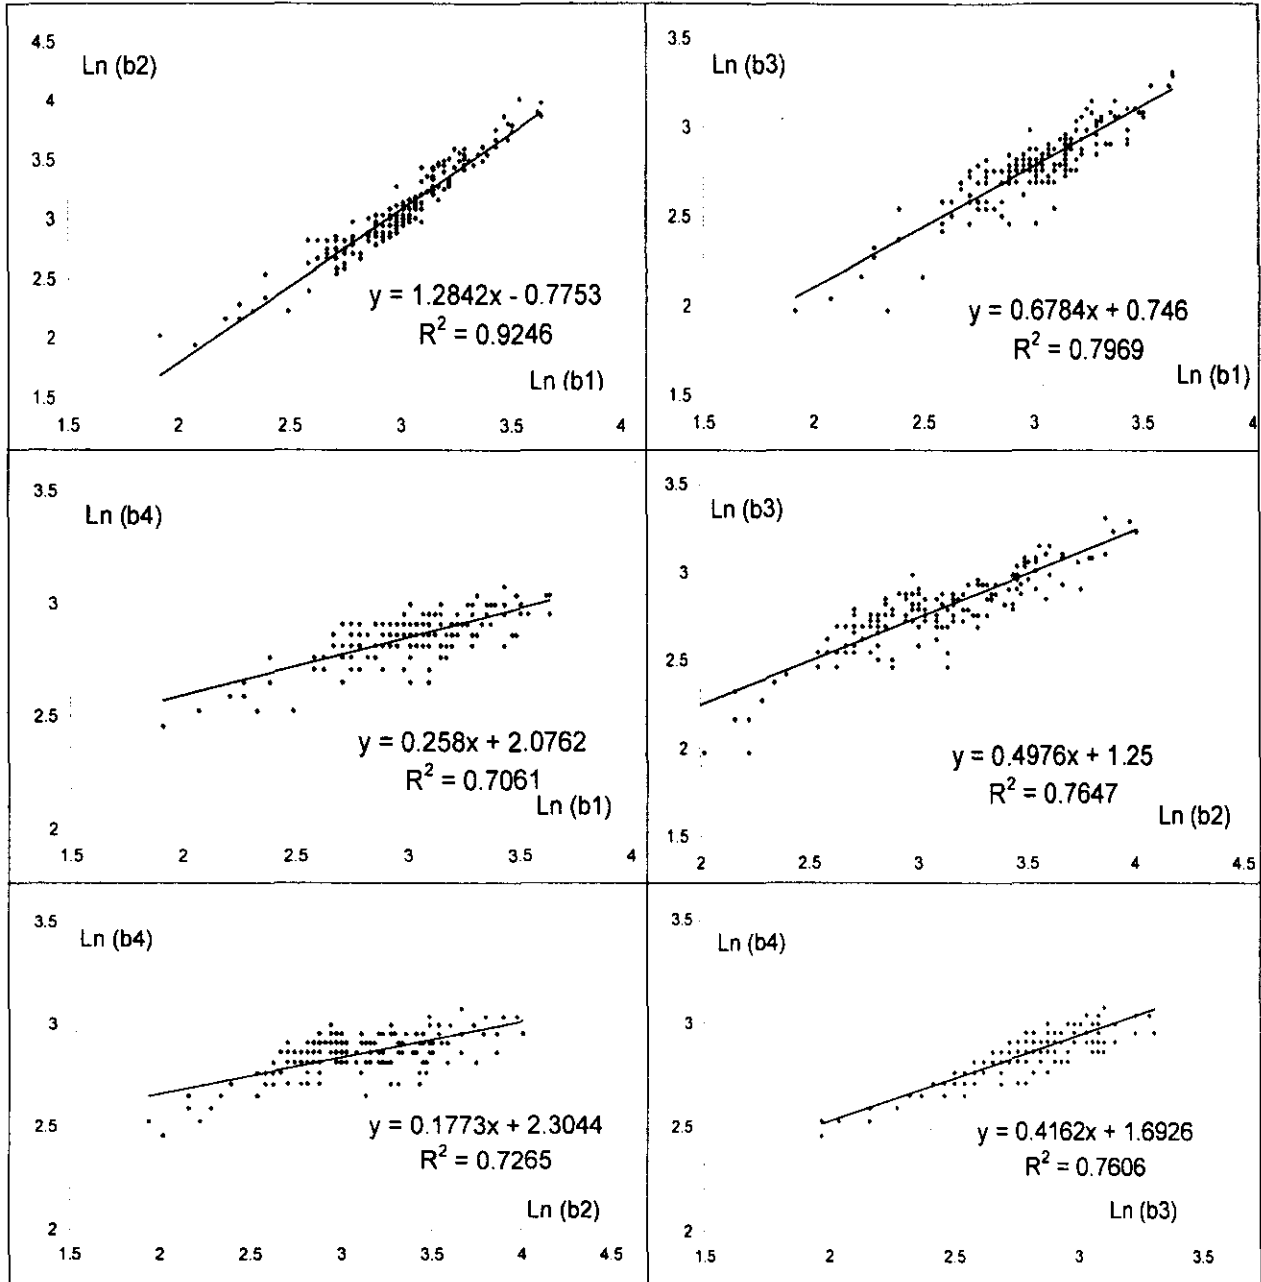 4.5
Ln (b2)
4
3.5
3
2.5
y = 1.2842x - 0.7753
R² = 0.9246
2
Ln (b1)
1.5
1.5 2 2.5 3 3.5 4
3.5
Ln (b3)
3
2.5
2
y = 0.6784x + 0.746
R² = 0.7969
Ln (b1)
1.5
1.5 2 2.5 3 3.5 4
3.5
Ln (b4)
3
2.5
y = 0.258x + 2.0762
R² = 0.7061
Ln (b1)
2
1.5 2 2.5 3 3.5 4
3.5
Ln (b3)
3
2.5
2
y = 0.4976x + 1.25
R² = 0.7647
Ln (b2)
1.5
2 2.5 3 3.5 4 4.5
3.5
Ln (b4)
3
2.5
y = 0.1773x + 2.3044
R² = 0.7265
Ln (b2)
2
1.5 2 2.5 3 3.5 4 4.5
3.5
Ln (b4)
3
2.5
y = 0.4162x + 1.6926
R² = 0.7606
Ln (b3)
2
1.5 2 2.5 3 3.5